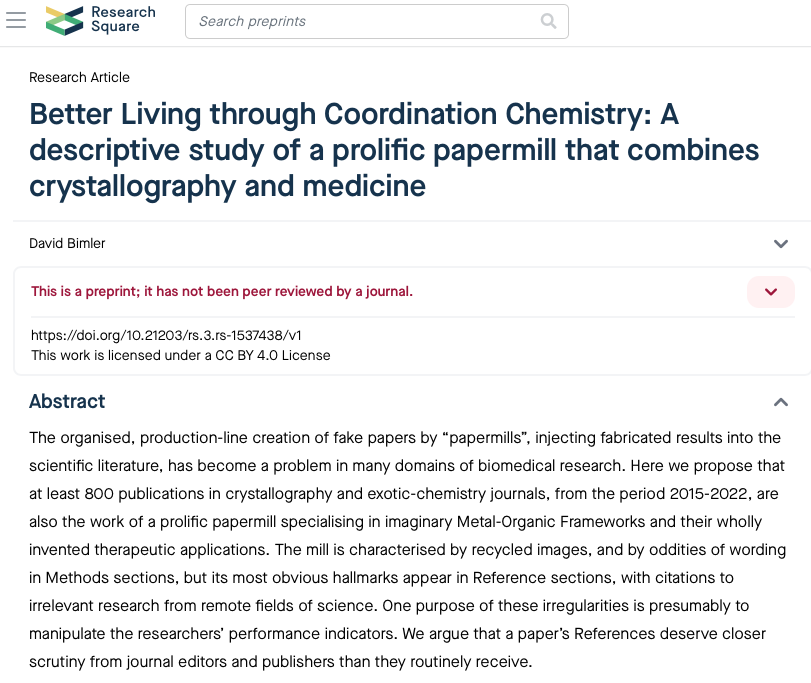 Research
Square
Search preprints
Research Article
Better Living through Coordination Chemistry: A
descriptive study of a prolific papermill that combines
crystallography and medicine
David Bimler
This is a preprint; it has not been peer reviewed by a journal.
https://doi.org/10.21203/rs.3.rs-1537438/v1
This work is licensed under a CC BY 4.0 License
Abstract
The organised, production-line creation of fake papers by “papermills”, injecting fabricated results into the
scientific literature, has become a problem in many domains of biomedical research. Here we propose that
at least 800 publications in crystallography and exotic-chemistry journals, from the period 2015-2022, are
also the work of a prolific papermill specialising in imaginary Metal-Organic Frameworks and their wholly
invented therapeutic applications. The mill is characterised by recycled images, and by oddities of wording
in Methods sections, but its most obvious hallmarks appear in Reference sections, with citations to
irrelevant research from remote fields of science. One purpose of these irregularities is presumably to
manipulate the researchers’ performance indicators. We argue that a paper’s References deserve closer
scrutiny from journal editors and publishers than they routinely receive.